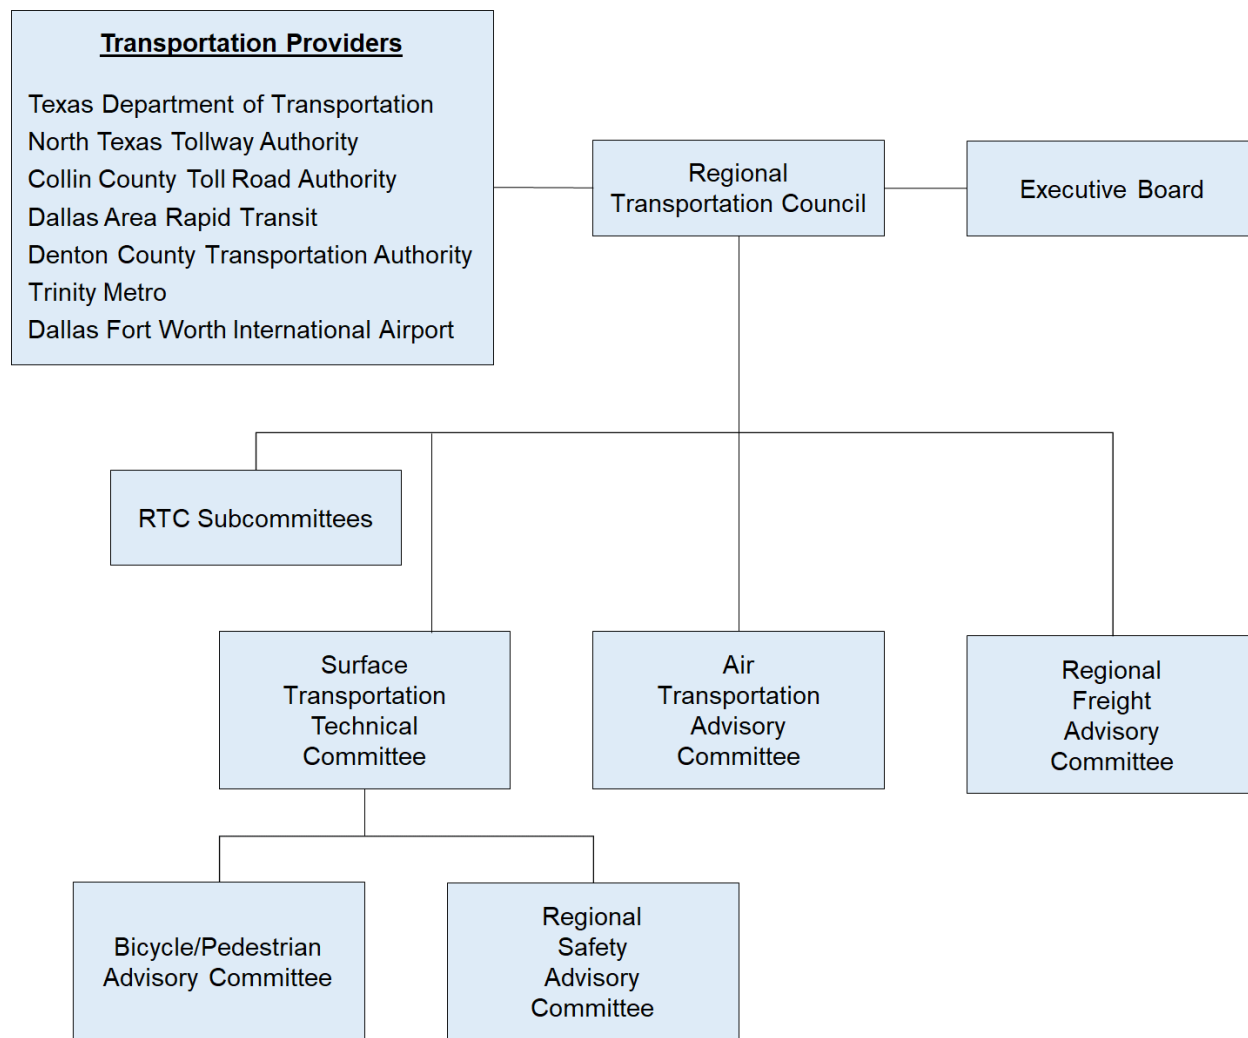 Transportation Providers
Texas Department of Transportation
North Texas Tollway Authority
Collin County Toll Road Authority
Dallas Area Rapid Transit
Denton County Transportation Authority
Trinity Metro
Dallas Fort Worth International Airport
Regional
Transportation Council
Executive Board
RTC Subcommittees
Surface
Transportation
Technical
Committee
Air
Transportation
Advisory
Committee
Regional
Freight
Advisory
Committee
Bicycle/Pedestrian
Advisory Committee
Regional
Safety
Advisory
Committee